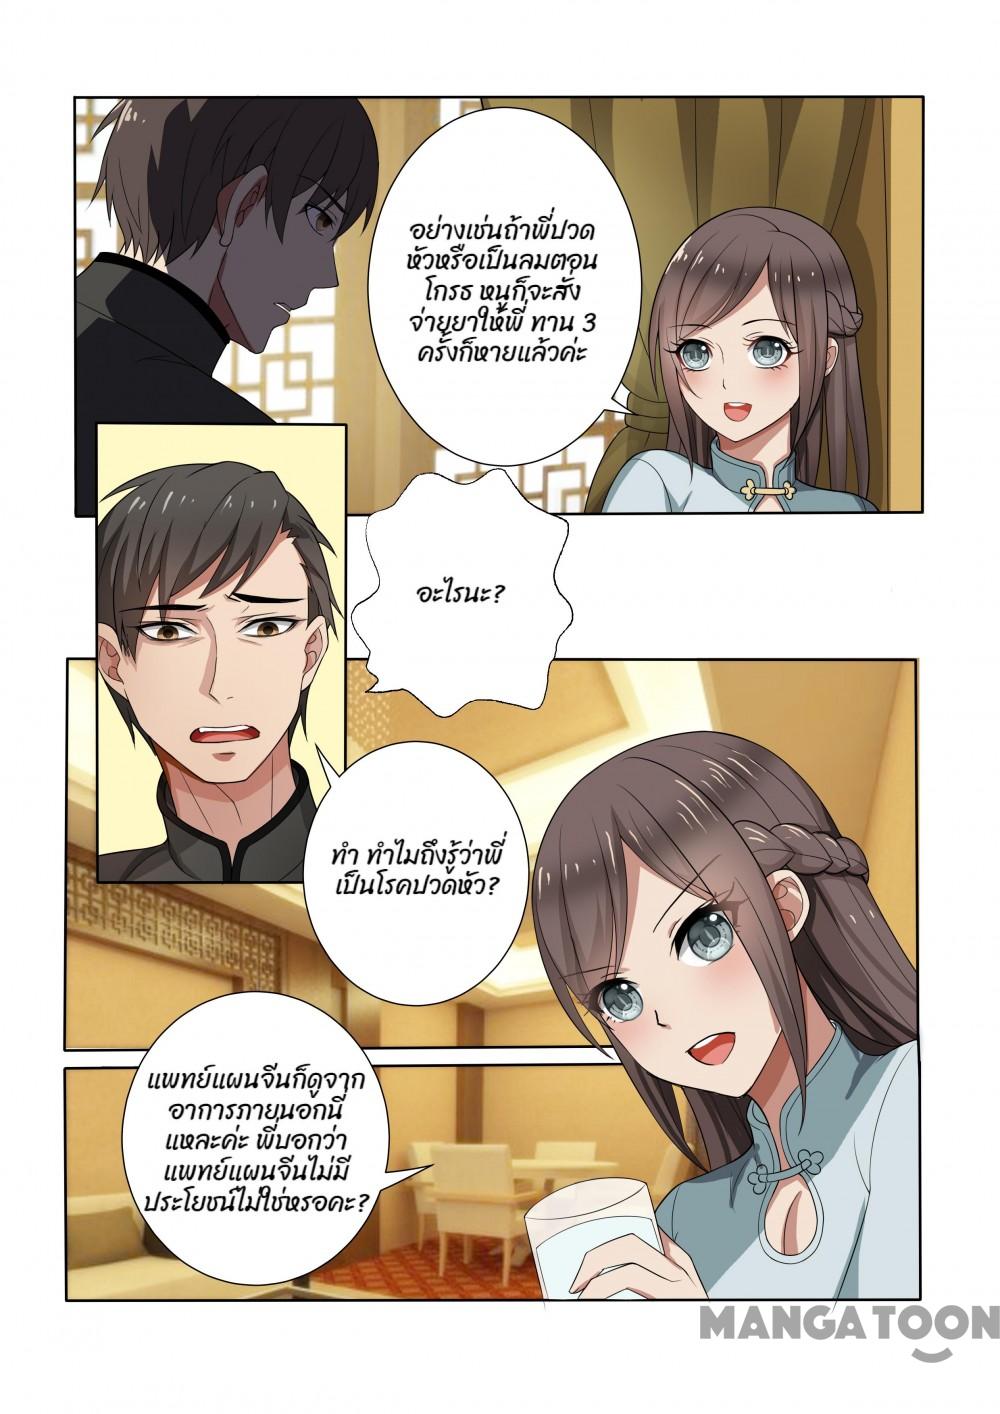 อย่างเช่นถ้าพี่ปวด
หัวหรือเป็นลมตอน
โกรธ หนูก็จะสั่ง
จ่ายยาให้พี่ ทาน 3
ครั้งก็หายแล้วค่ะ
อะไรนะ?
ทำ ทำไมถึงรู้ว่าพี่
เป็นโรคปวดหัว?
แพทย์แผนจีนก็ดูจาก
อาการภายนอกนี่
แหละค่ะ พี่บอกว่า
แพทย์แผนจีนไม่มี
ประโยชน์ไม่ใช่หรอคะ?
MANGATOON